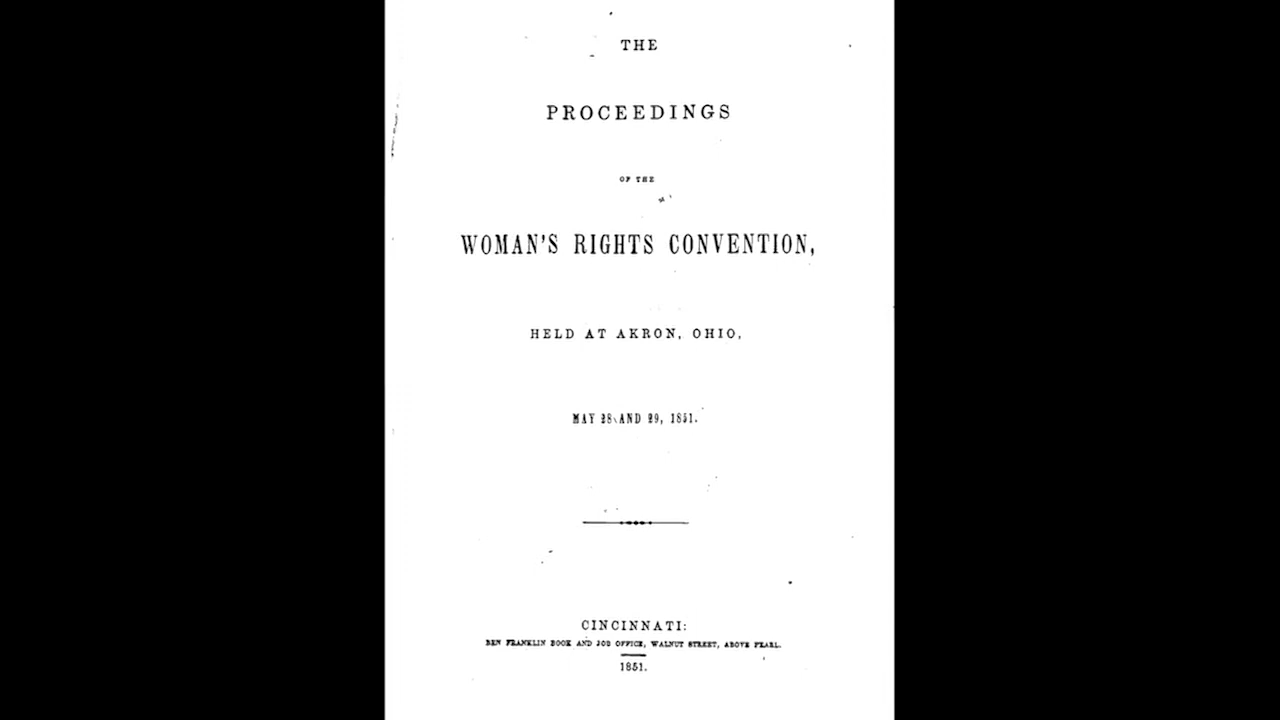 THE
PROCEEDINGS
OF THE
WOMAN'S RIGHTS CONVENTION,
HELD AT AKRON, OHIO,
MAY 28 AND 29, 1851.
CINCINNATI:
BEN FRANKLIN BOOK AND JOB OFFICE, WALNUT STREET, ABOVE PEARL.
1851.